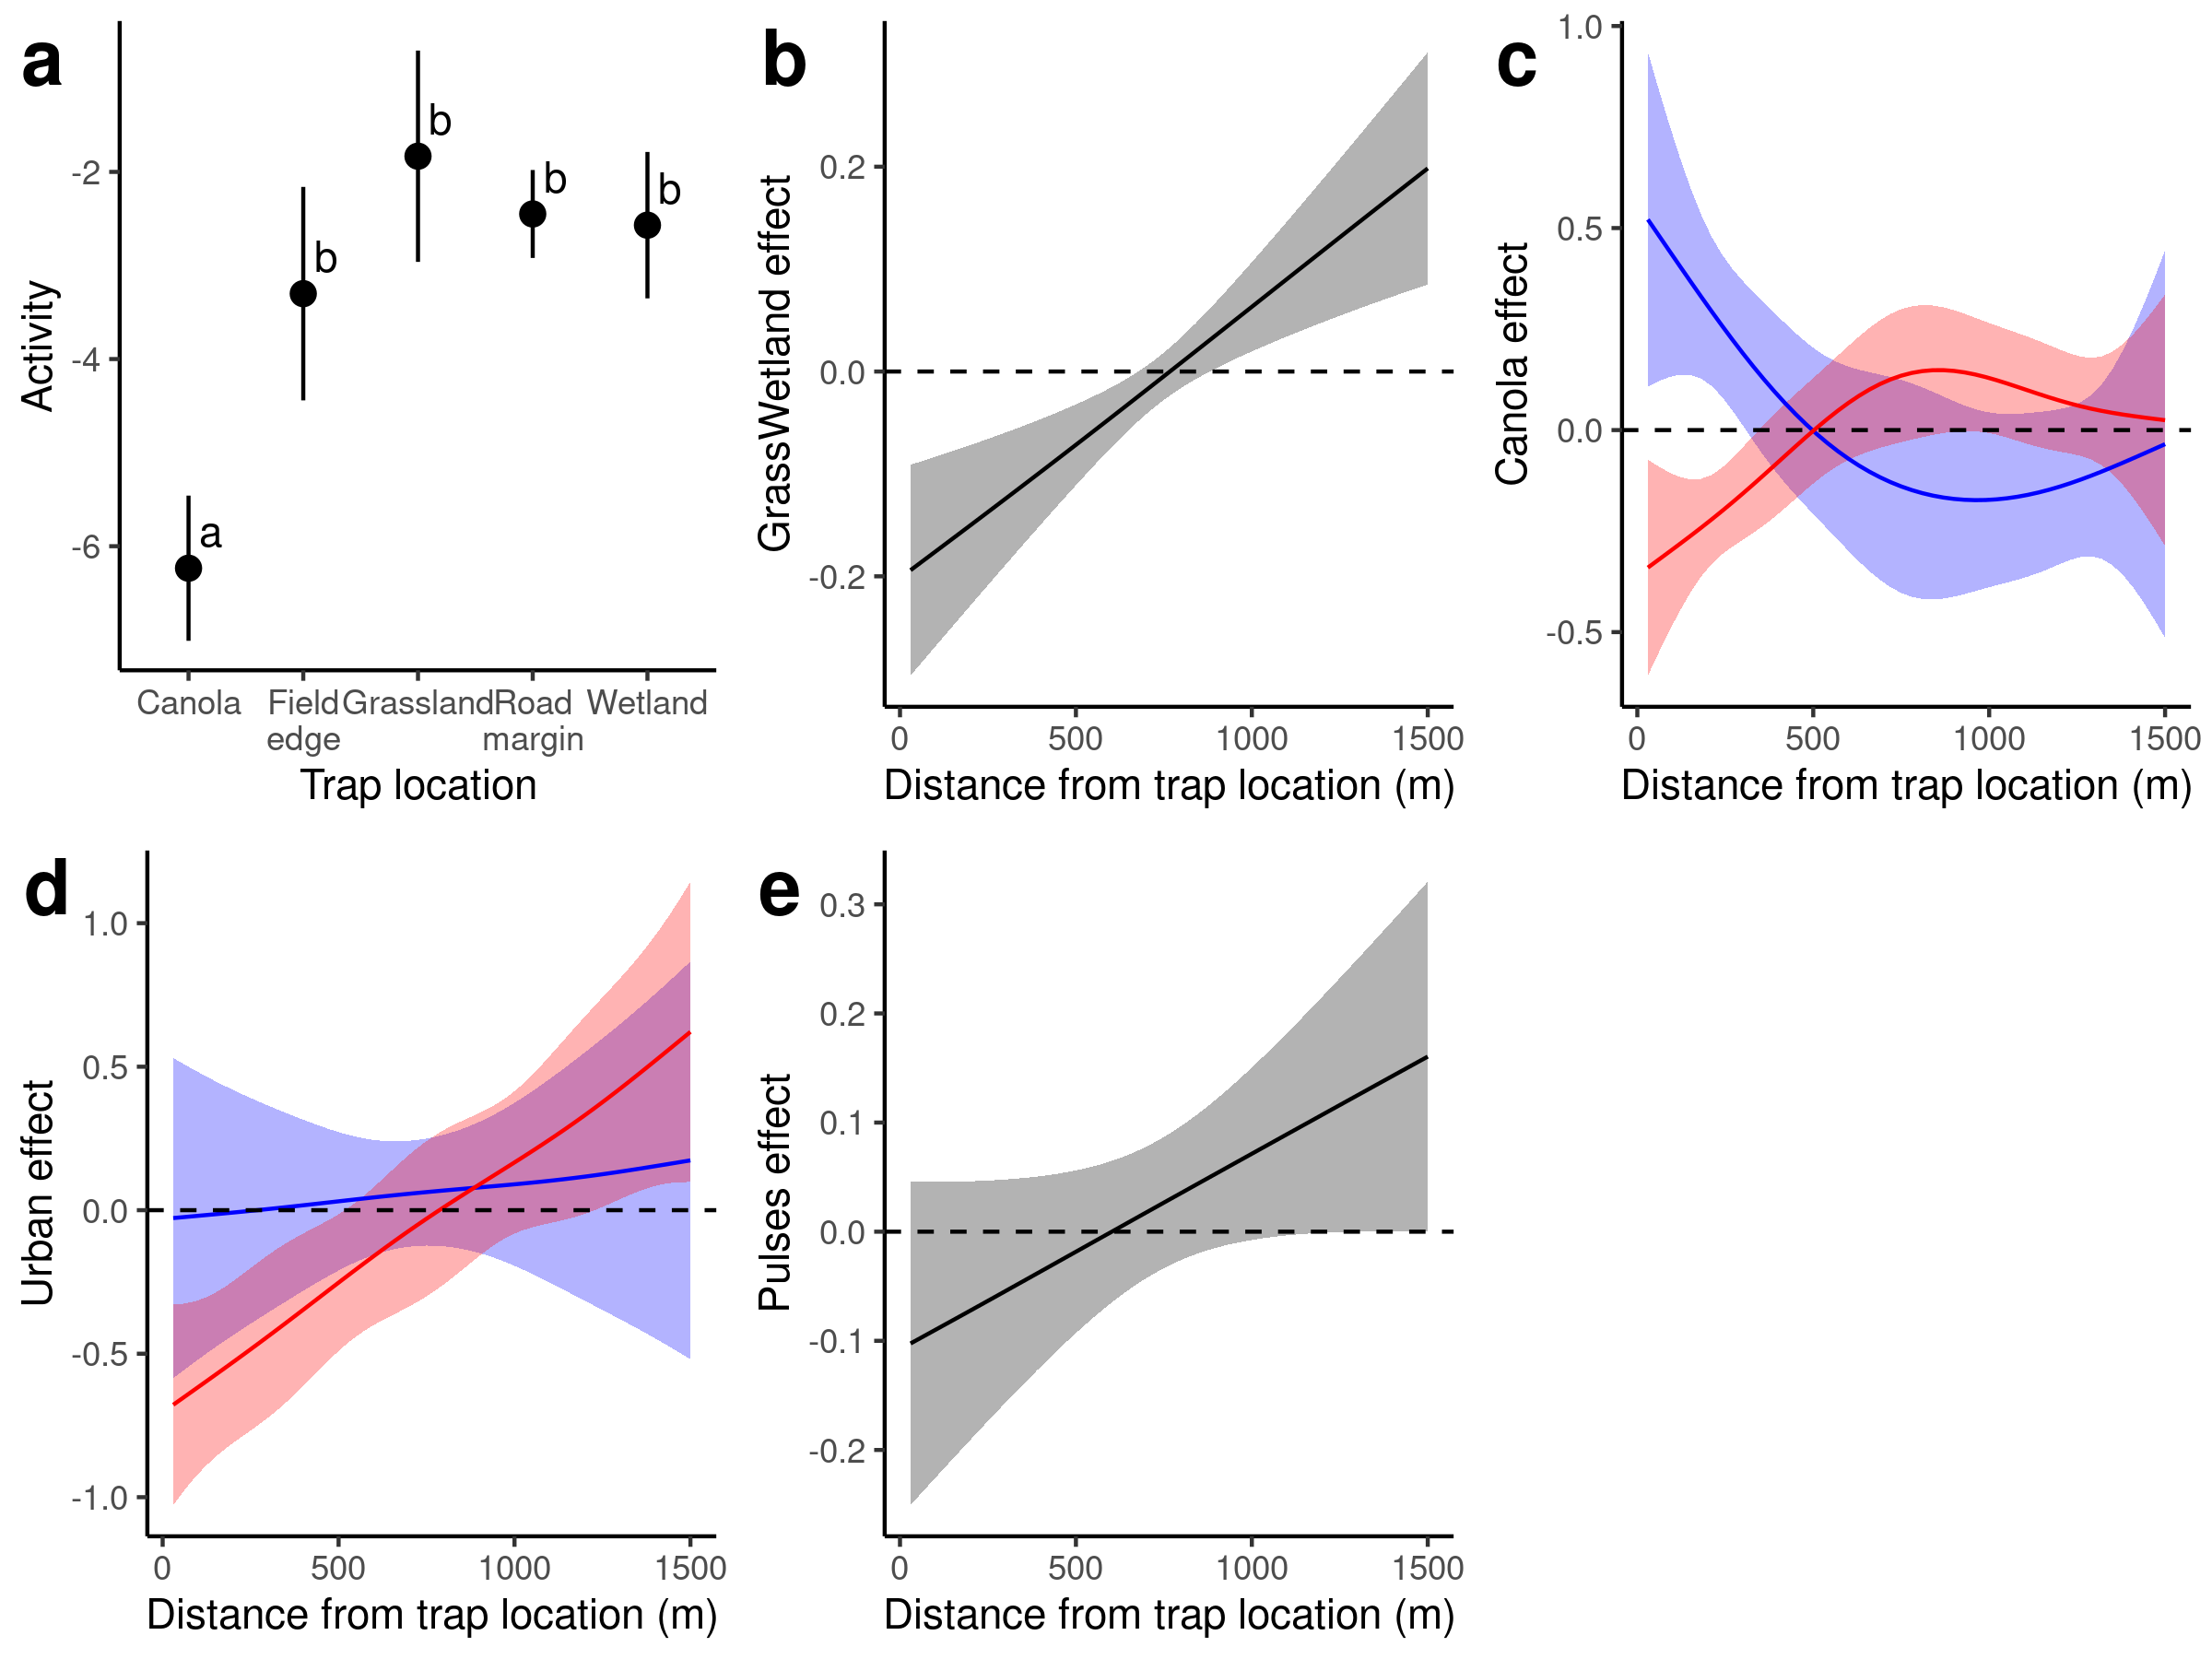 a
Activity
-2
-4
-6
a
b
b
b
b
Canola
Field
edge
Grassland
Road
margin
Wetland
Trap location
b
GrassWetland effect
0.2
0.0
-0.2
0
500
1000
1500
Distance from trap location (m)
c
Canola effect
1.0
0.5
0.0
-0.5
0
500
1000
1500
Distance from trap location (m)
d
Urban effect
1.0
0.5
0.0
-0.5
-1.0
0
500
1000
1500
Distance from trap location (m)
e
Pulses effect
0.3
0.2
0.1
0.0
-0.1
-0.2
0
500
1000
1500
Distance from trap location (m)